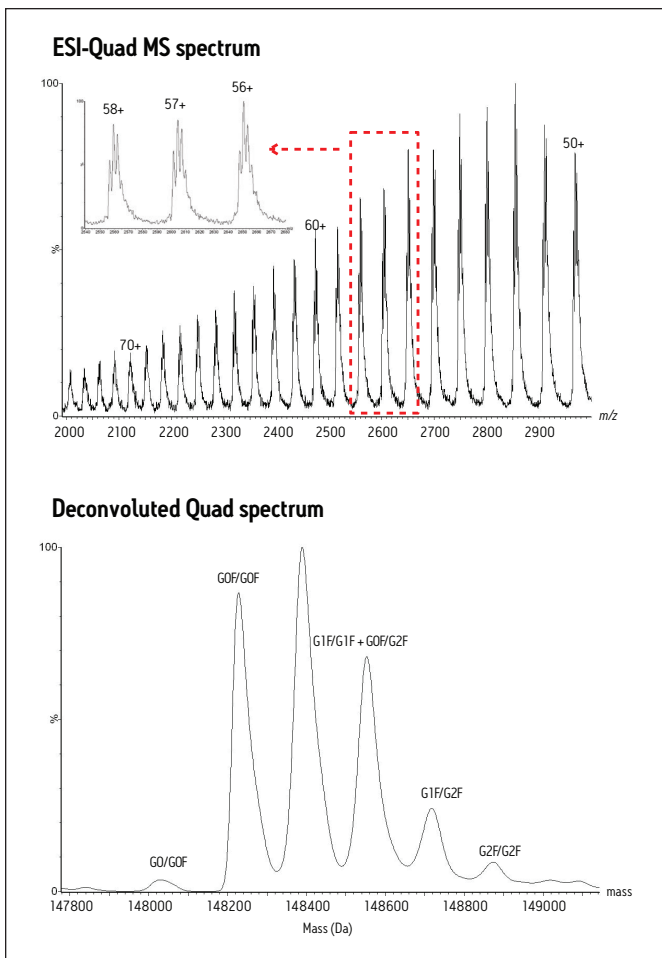 ESI-Quad MS spectrum
100
%
0
100
%
0
58+
57+
56+
70+
60+
50+
2000 2100 2200 2300 2400 2500 2600 2700 2800 2900
m/z
Deconvoluted Quad spectrum
100
%
0
G0/G0F
G0F/G0F
G1F/G1F + G0F/G2F
G1F/G2F
G2F/G2F
147800 148000 148200 148400 148600 148800 149000
mass
Mass (Da)